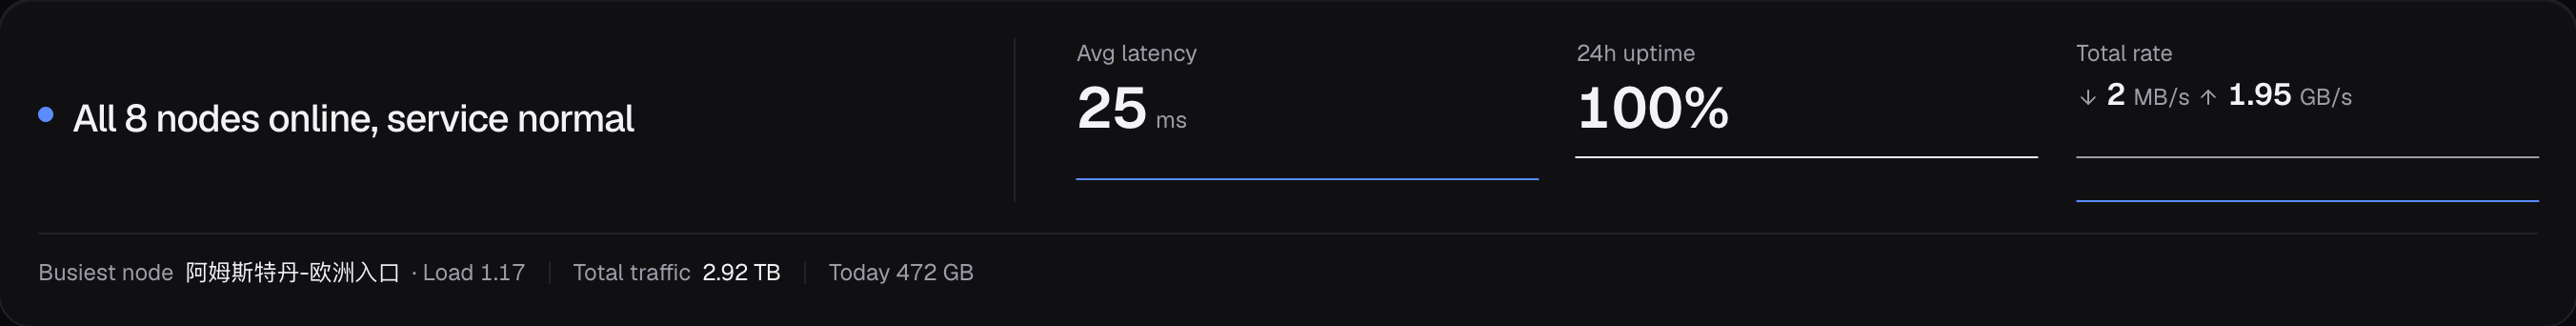 All 8 nodes online, service normal
Avg latency
25 ms
24h uptime
100%
Total rate
↓ 2 MB/s ↑ 1.95 GB/s
Busiest node 阿姆斯特丹-欧洲入口 · Load 1.17
Total traffic 2.92 TB
Today 472 GB